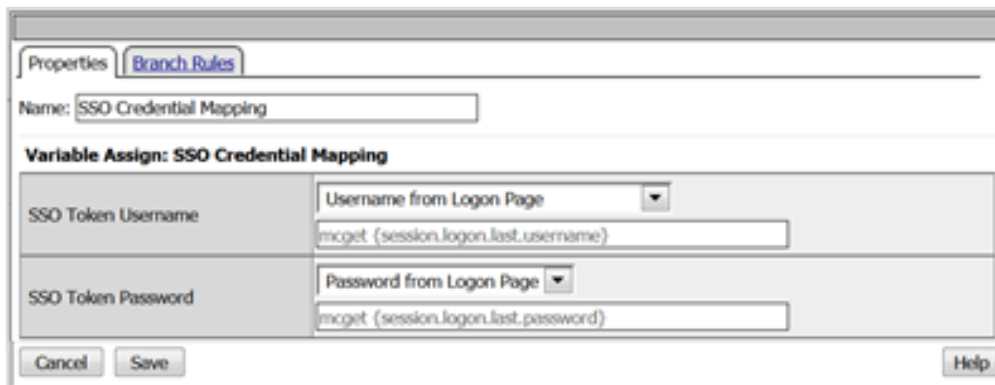 Properties Branch Rules
Name: SSO Credential Mapping
Variable Assign: SSO Credential Mapping
SSO Token Username
Username from Logon Page
mcget {session.logon.last.username}
SSO Token Password
Password from Logon Page
mcget {session.logon.last.password}
Cancel Save Help